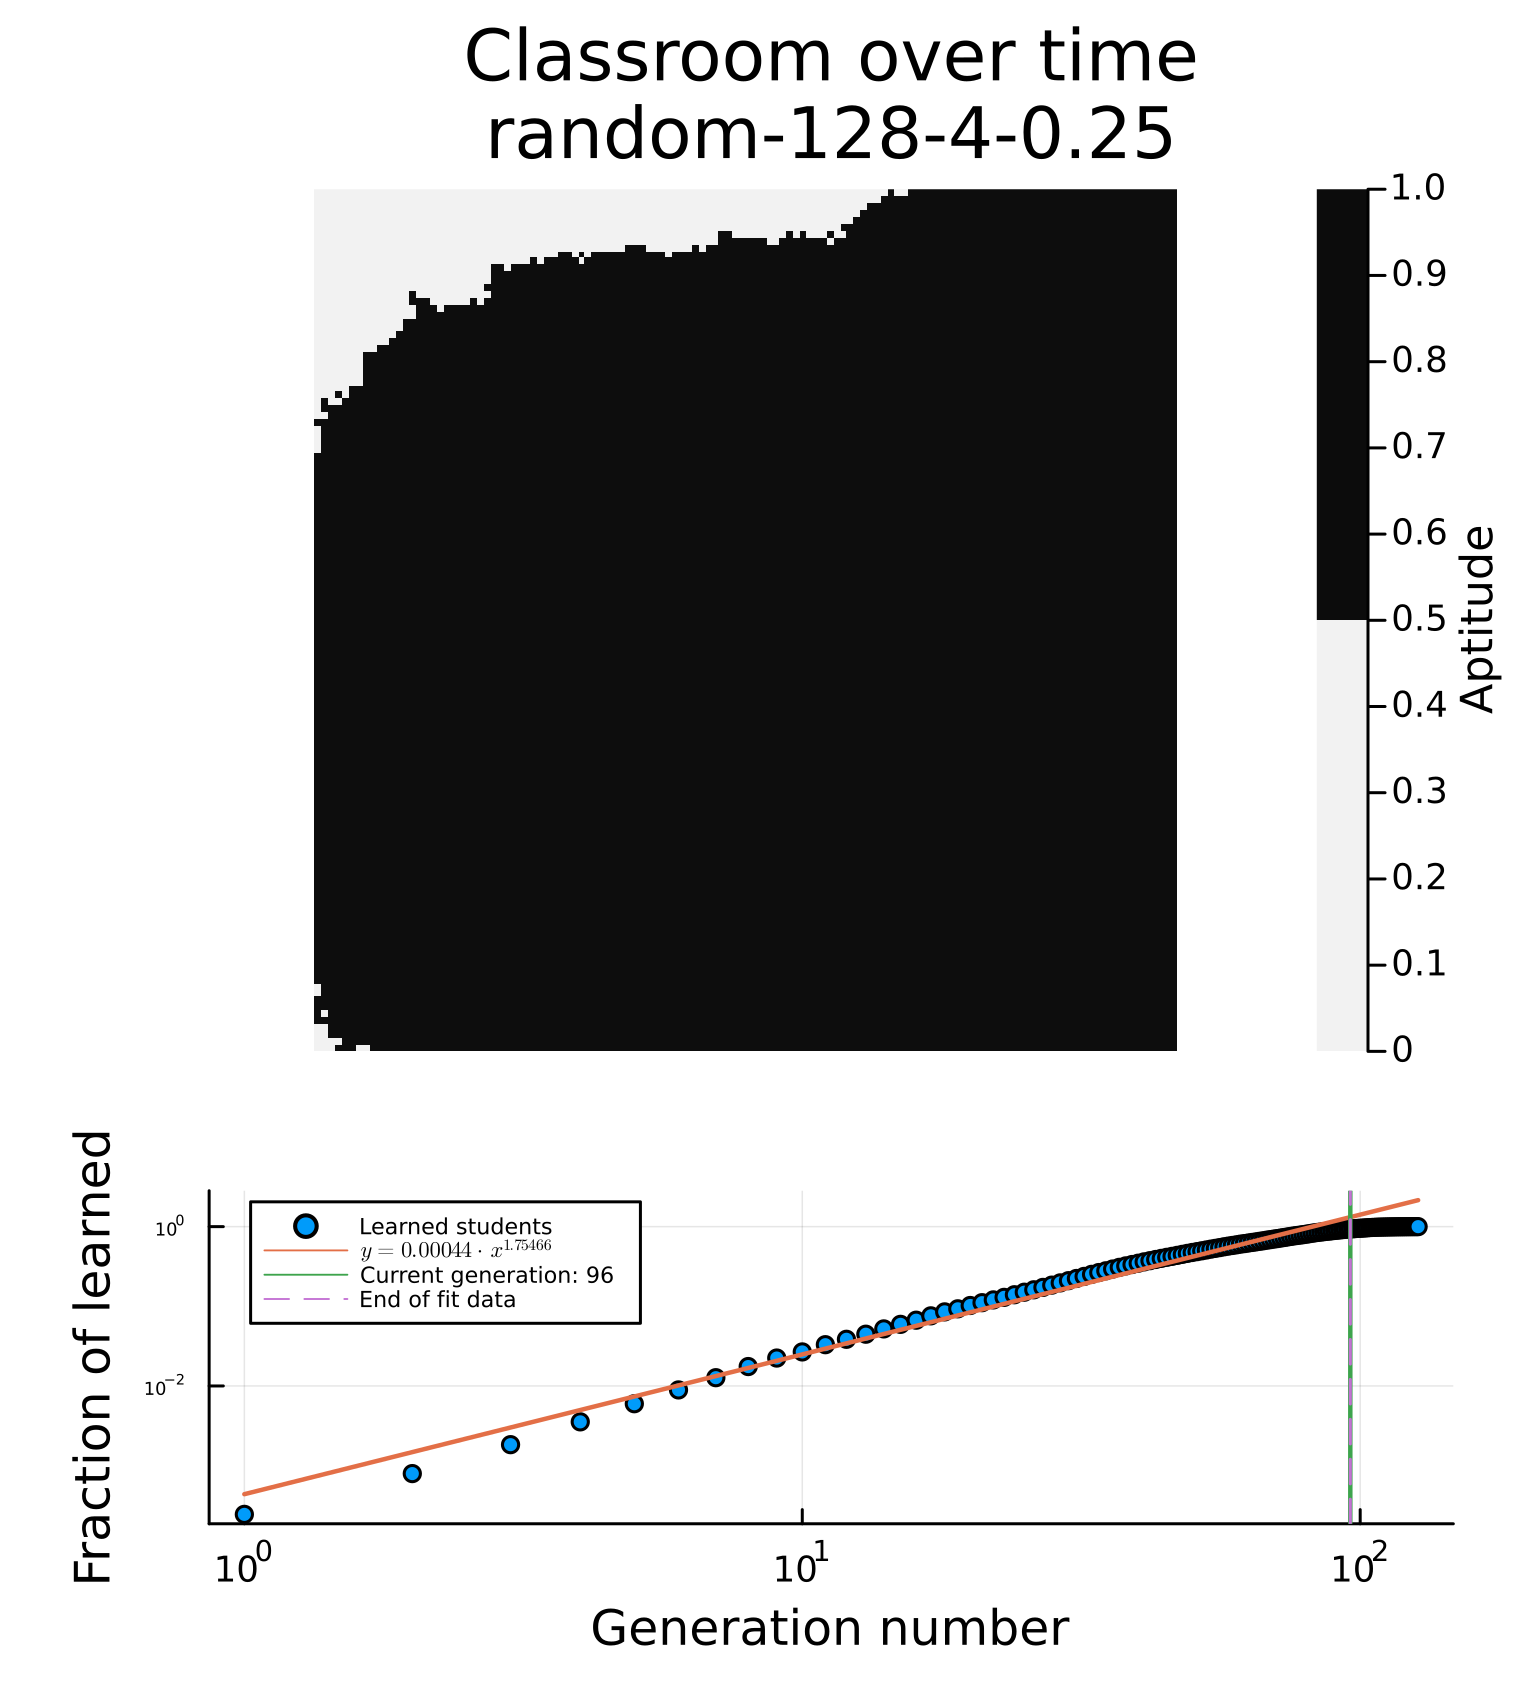 Classroom over time
random-128-4-0.25
1.0
0.9
0.8
0.7
0.6
0.5
0.4
0.3
0.2
0.1
0
Aptitude
Fraction of learned
10^0
10^-2
Learned students
y = 0.00044 · x^1.75466
Current generation: 96
End of fit data
10^0
10^1
10^2
Generation number